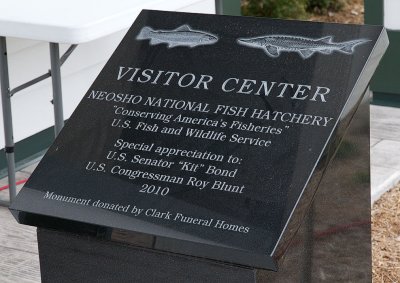 VISITOR CENTER
NEOSHO NATIONAL FISH HATCHERY
"Conserving America's Fisheries"
U.S. Fish and Wildlife Service
Special appreciation to:
U.S. Senator "Kit" Bond
U.S. Congressman Roy Blunt
2010
Monument donated by Clark Funeral Homes